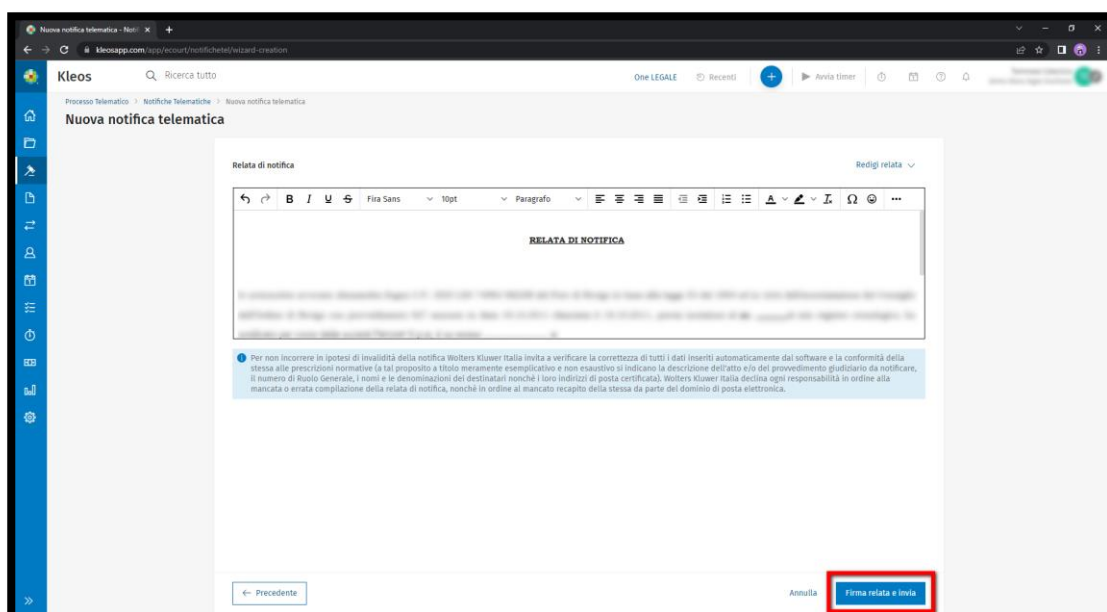 Nuova notifica telematica - Noti
kleosapp.com/app/ecourt/notifichetel/wizard-creation
Kleos
Ricerca tutto
One LEGALE
Recenti
Avvia timer
Processo Telematico > Notifiche Telematiche > Nuova notifica telematica
Nuova notifica telematica
Relata di notifica
Redigi relata
B I U S Fira Sans 10pt Paragrafo
RELATA DI NOTIFICA
Per non incorrere in ipotesi di invalidità della notifica Wolters Kluwer Italia invita a verificare la correttezza di tutti i dati inseriti automaticamente dal software e la conformità della
stessa alle prescrizioni normative (a tal proposito a titolo meramente esemplificativo e non esaustivo si indicano la descrizione dell'atto e/o del provvedimento giudiziario da notificare,
il numero di Ruolo Generale, i nomi e le denominazioni dei destinatari nonchè i loro indirizzi di posta certificata). Wolters Kluwer Italia declina ogni responsabilità in ordine alla
mancata o errata compilazione della relata di notifica, nonchè in ordine al mancato recapito della stessa da parte del dominio di posta elettronica.
← Precedente
Annulla
Firma relata e invia